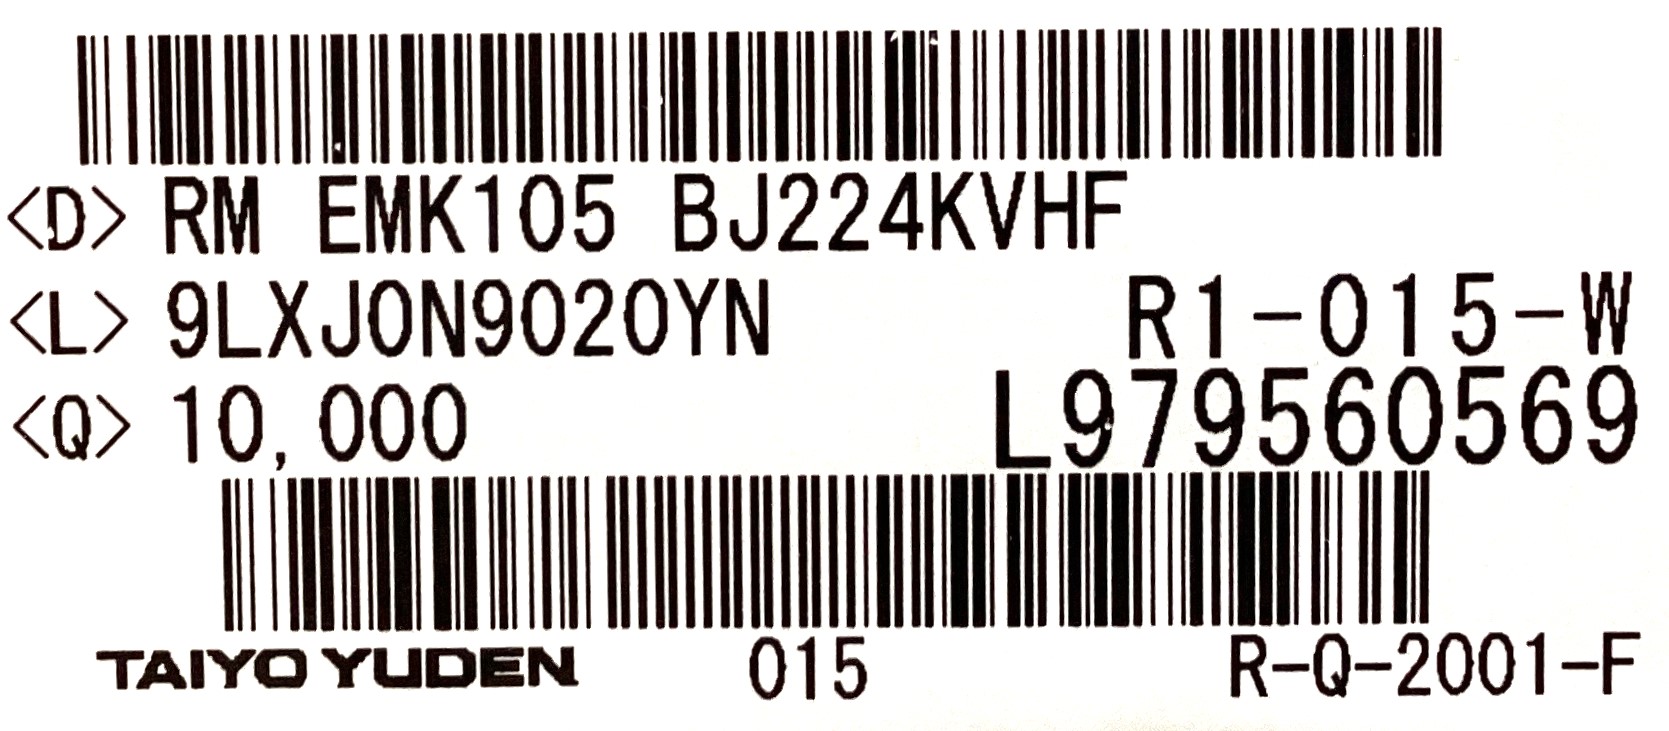 <D> RM EMK105 BJ224KVHF
<L> 9LXJ0N9020YN R1-015-W
<Q> 10,000 L979560569
TAIYO YUDEN 015 R-Q-2001-F